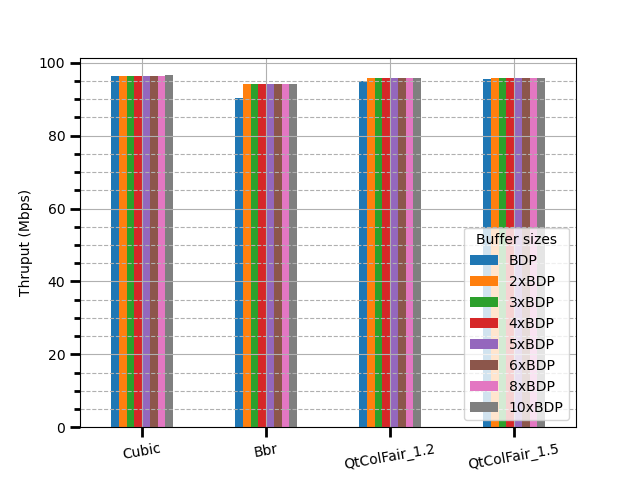 100
80
60
40
20
0
Thruput (Mbps)
Cubic
Bbr
QtColFair_1.2
QtColFair_1.5
Buffer sizes
BDP
2xBDP
3xBDP
4xBDP
5xBDP
6xBDP
8xBDP
10xBDP